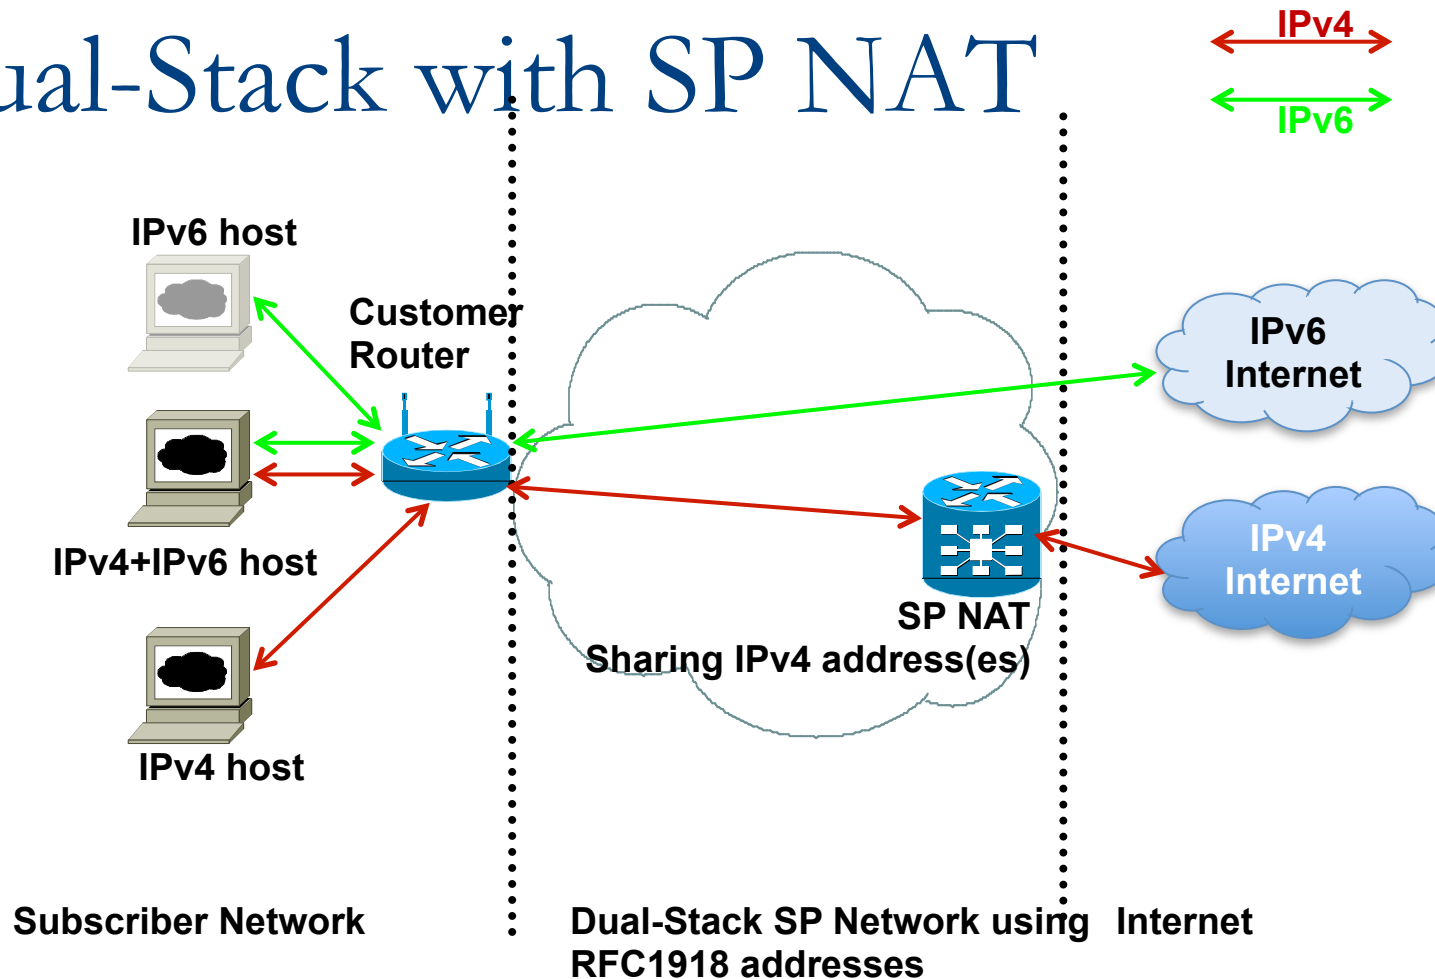 ual-Stack with SP NAT
IPv4
IPv6
IPv6 host
Customer
Router
IPv6
Internet
IPv4+IPv6 host
IPv4
Internet
SP NAT
Sharing IPv4 address(es)
IPv4 host
Subscriber Network
Dual-Stack SP Network using
RFC1918 addresses
Internet